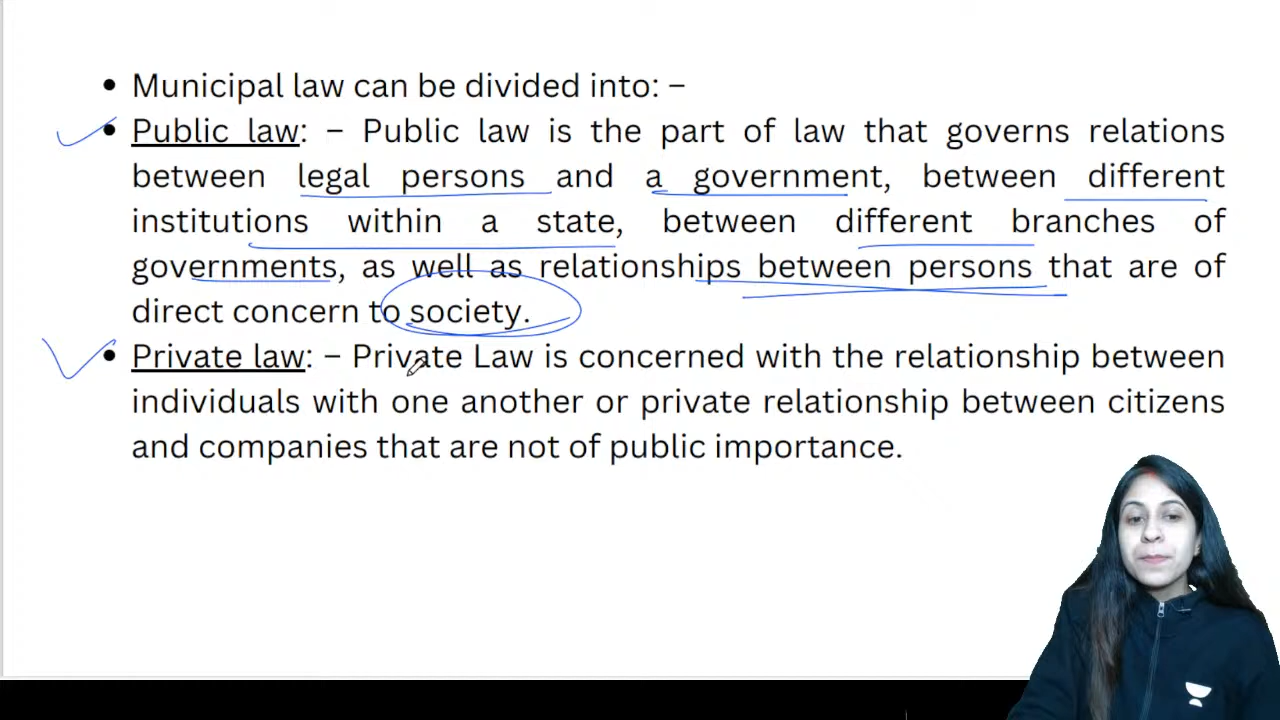 • Municipal law can be divided into: –
• Public law: – Public law is the part of law that governs relations
between legal persons and a government, between different
institutions within a state, between different branches of
governments, as well as relationships between persons that are of
direct concern to society.
• Private law: – Private Law is concerned with the relationship between
individuals with one another or private relationship between citizens
and companies that are not of public importance.